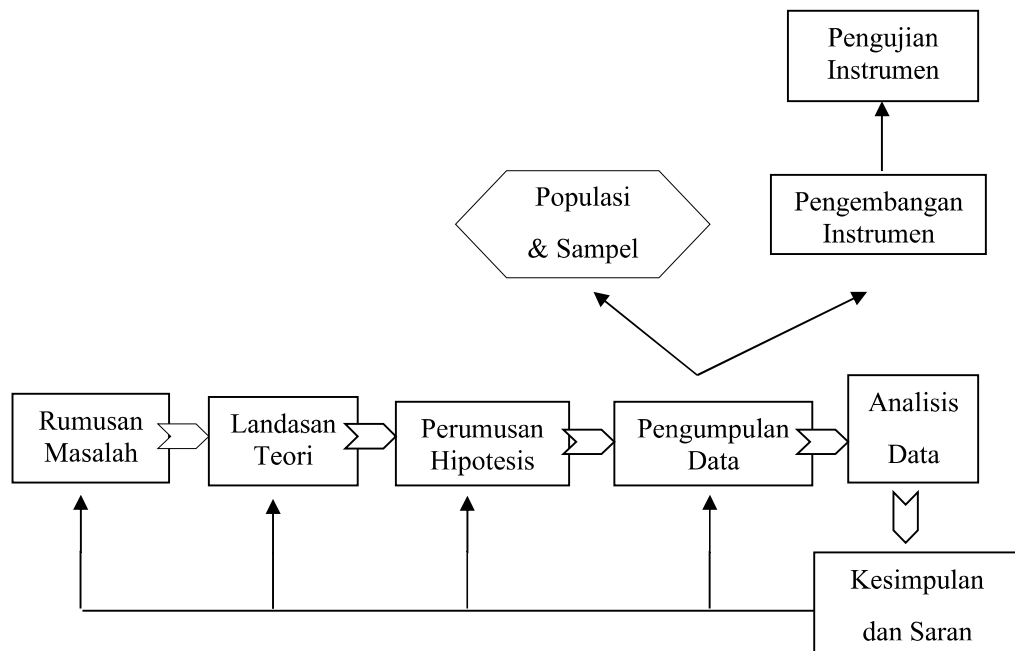 Pengujian
Instrumen
Populasi
& Sampel
Pengembangan
Instrumen
Rumusan
Masalah
Landasan
Teori
Perumusan
Hipotesis
Pengumpulan
Data
Analisis
Data
Kesimpulan
dan Saran